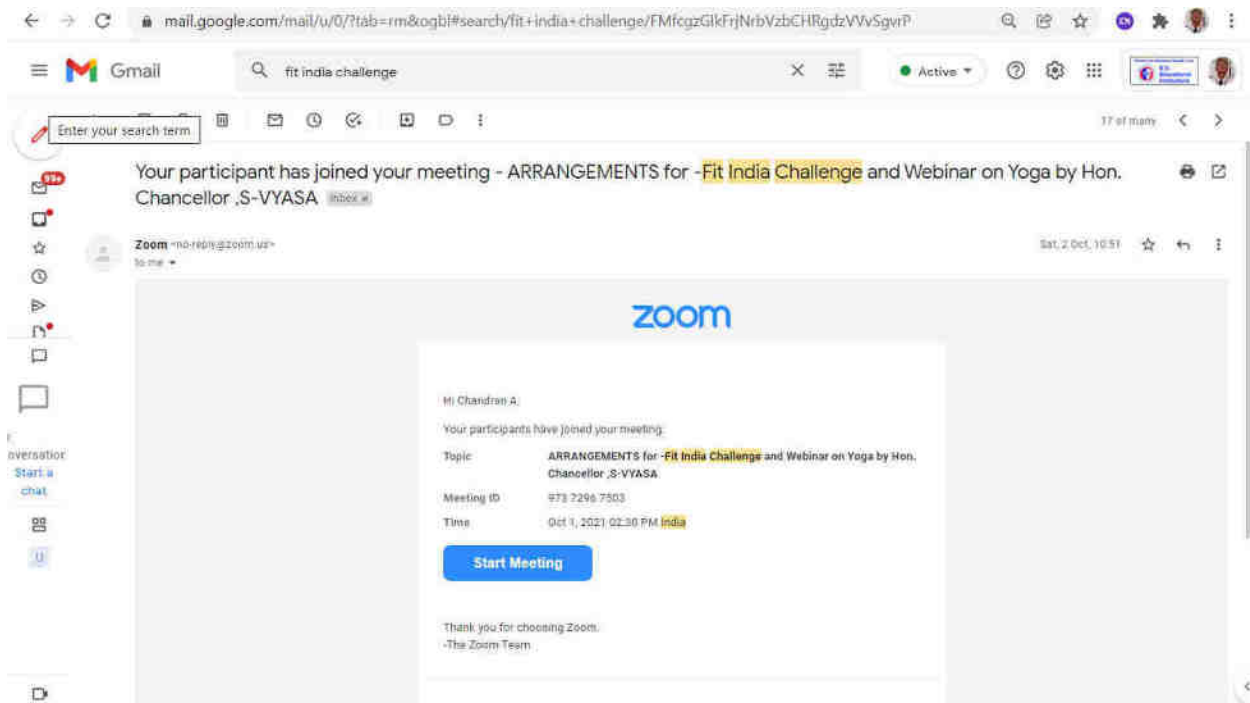 mail.google.com/mail/u/0/?tab=rm&ogbl#search/fit+india+challenge/FMfcgzGlkFrjNrbVzbCHRgdzVVvSgvrP
Gmail
fit india challenge
Active
Enter your search term
17 of many
99+
Your participant has joined your meeting - ARRANGEMENTS for -Fit India Challenge and Webinar on Yoga by Hon.
Chancellor ,S-VYASA Inbox x
Zoom <no-reply@zoom.us>
Sat, 2 Oct, 10:51
to me
zoom
Hi Chandran A,
Your participants have joined your meeting.
Topic
ARRANGEMENTS for -Fit India Challenge and Webinar on Yoga by Hon.
Chancellor ,S-VYASA
Meeting ID
973 7296 7503
Time
Oct 1, 2021 02:30 PM India
Start Meeting
Thank you for choosing Zoom.
-The Zoom Team
onversation
Start a
chat